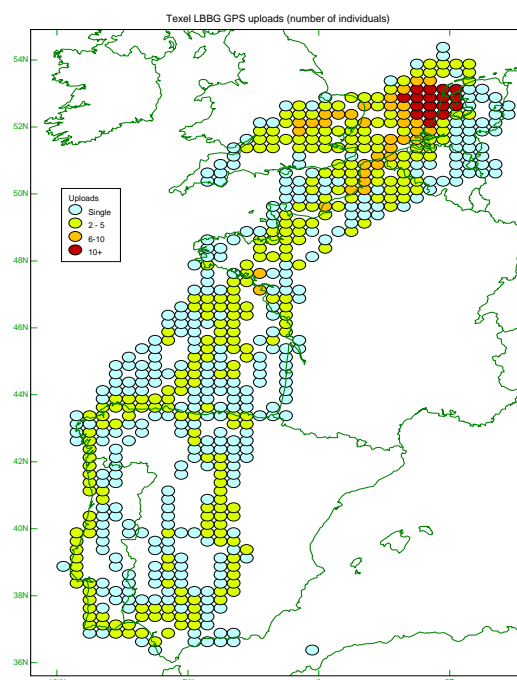 Texel LBBG GPS uploads (number of individuals)
54N
52N
50N
48N
46N
44N
42N
40N
38N
36N
Uploads
Single
2 - 5
6-10
10+